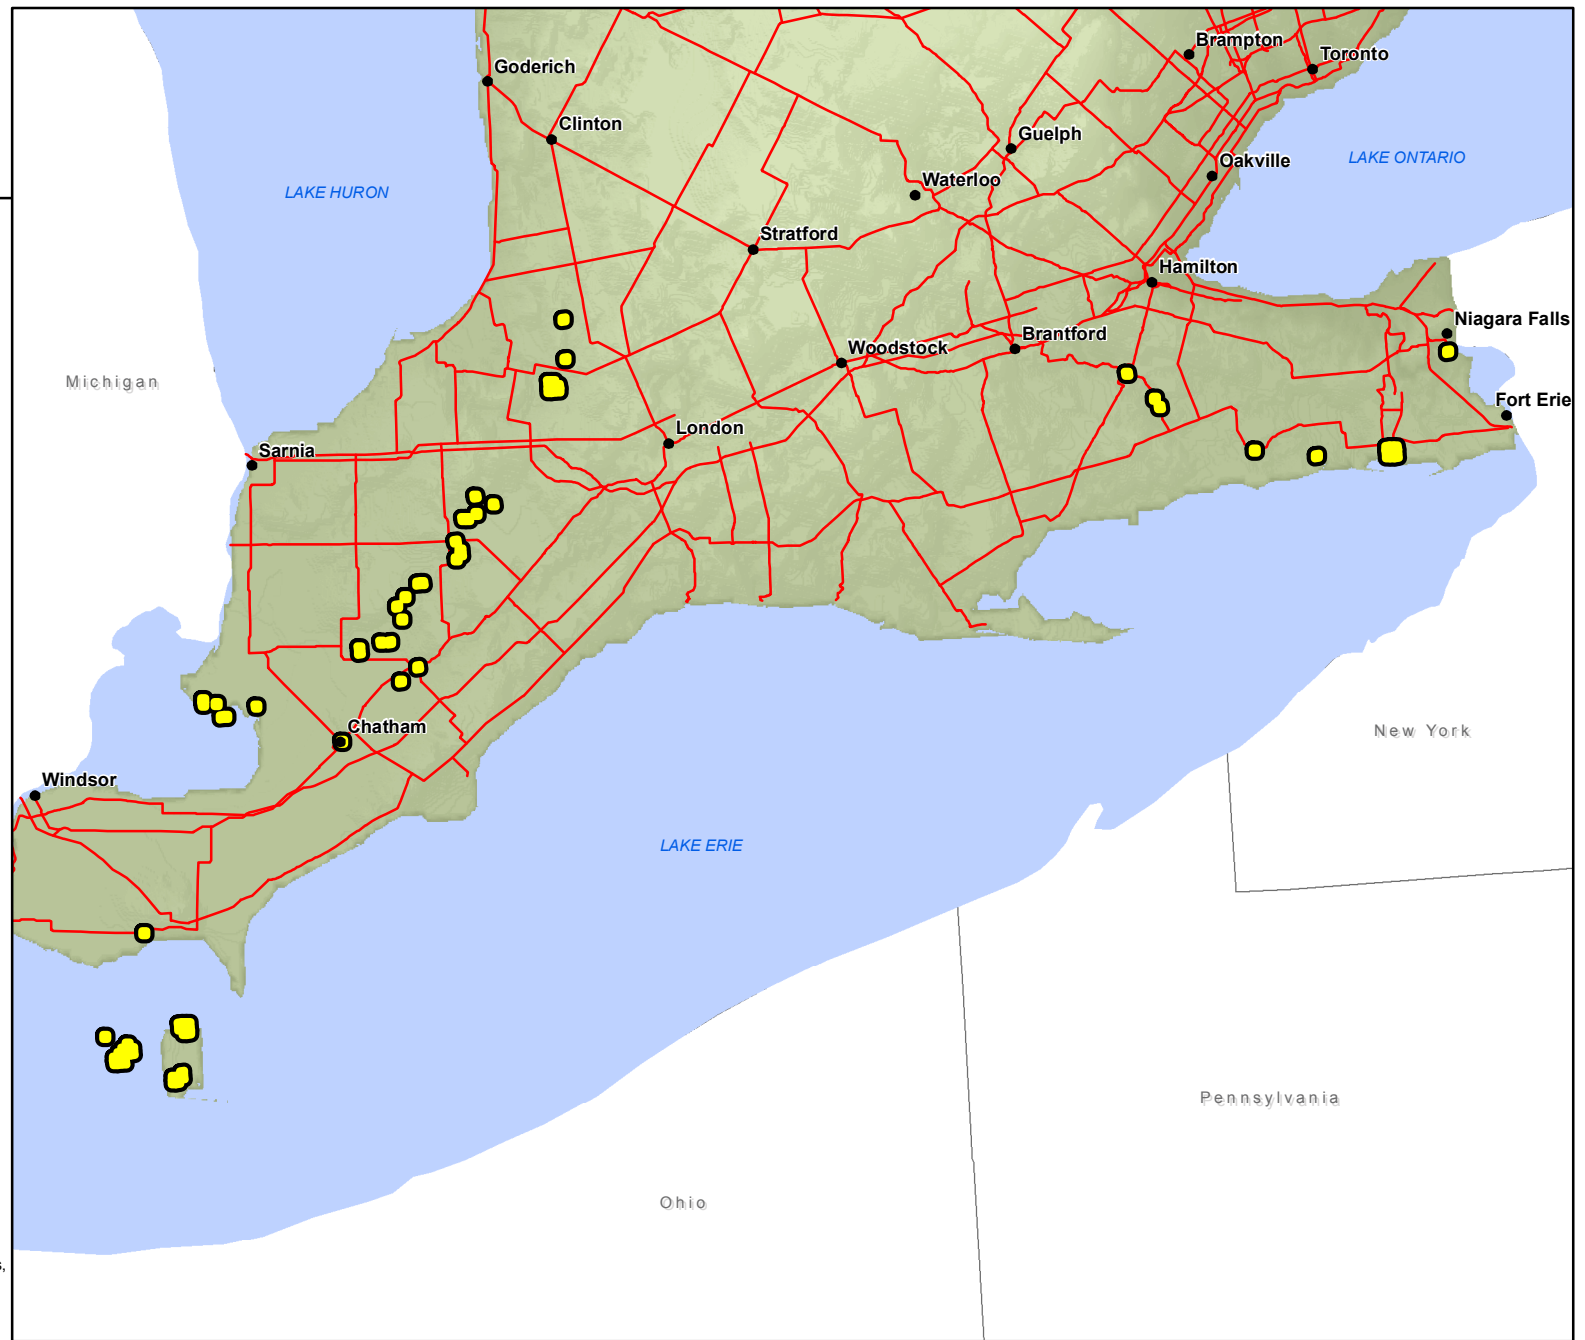 Brampton
Toronto
Goderich
Clinton
Guelph
Oakville
LAKE ONTARIO
Waterloo
LAKE HURON
Stratford
Hamilton
Niagara Falls
Brantford
Woodstock
Michigan
Fort Erie
London
Sarnia
Chatham
New York
Windsor
LAKE ERIE
Pennsylvania
Ohio
s,